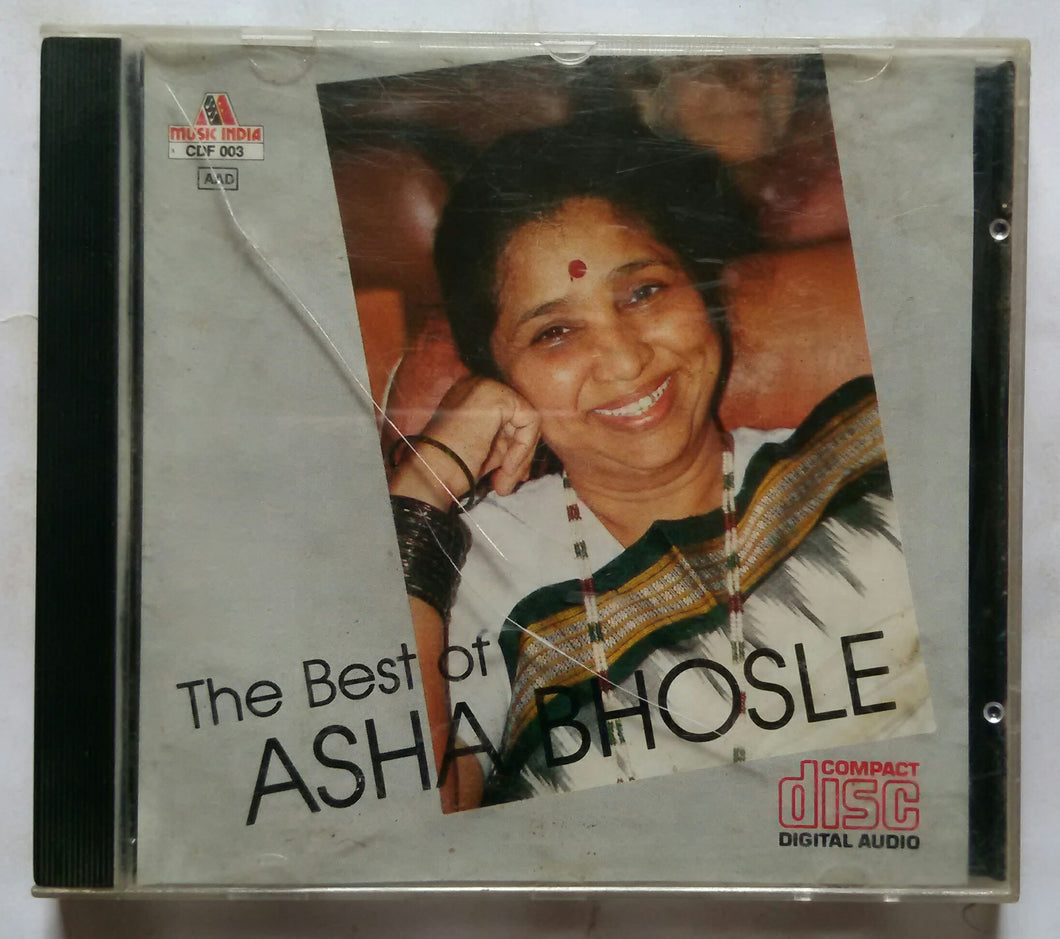 MUSIC INDIA
CDF 003
AAD
The Best of
ASHA BHOSLE
COMPACT
disc
DIGITAL AUDIO